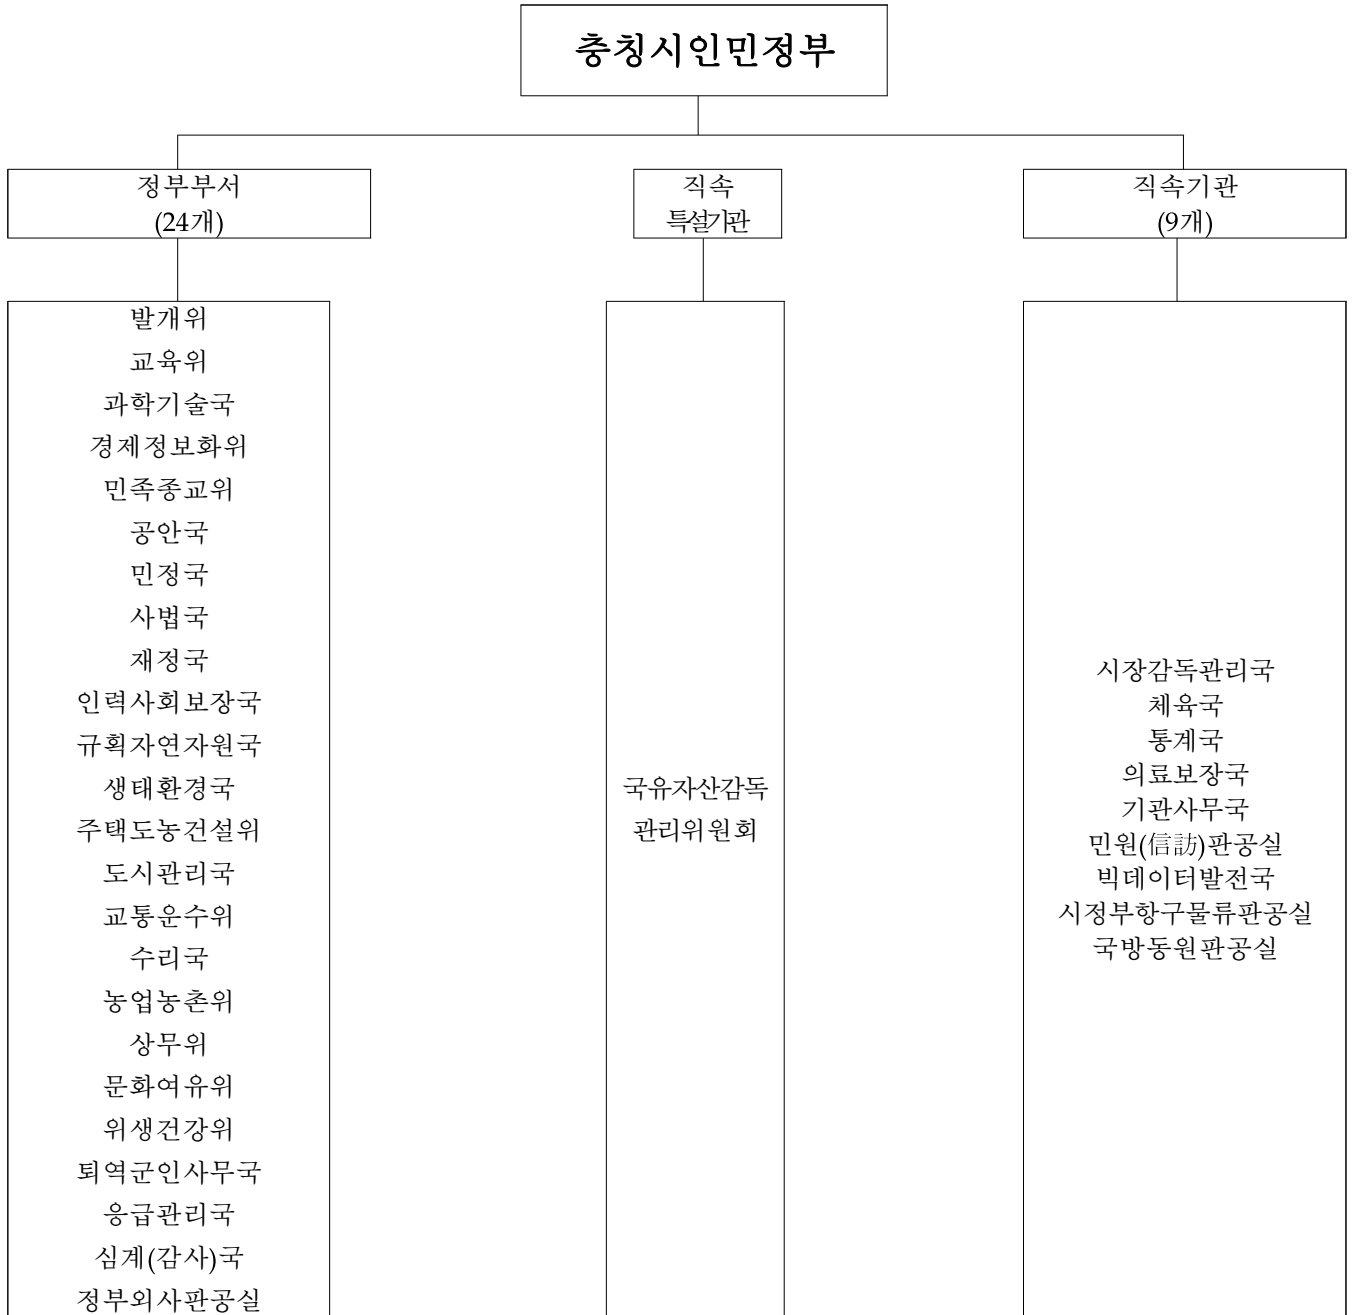 충칭시인민정부
정부부서
(24개)
직속
특설기관
직속기관
(9개)
발개위
교육위
과학기술국
경제정보화위
민족종교위
공안국
민정국
사법국
재정국
인력사회보장국
규획자연자원국
생태환경국
주택도농건설위
도시관리국
교통운수위
수리국
농업농촌위
상무위
문화여유위
위생건강위
퇴역군인사무국
응급관리국
심계(감사)국
정부외사판공실
국유자산감독
관리위원회
시장감독관리국
체육국
통계국
의료보장국
기관사무국
민원(信訪)판공실
빅데이터발전국
시정부항구물류판공실
국방동원판공실